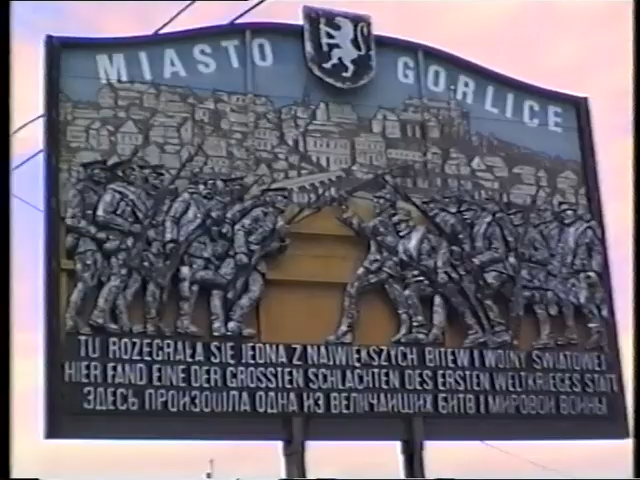 MIASTO GORLICE
TU ROZEGRAŁA SIĘ JEDNA Z NAJWIĘKSZYCH BITEW I WOJNY ŚWIATOWEJ
HIER FAND EINE DER GRÖSSTEN SCHLACHTEN DES ERSTEN WELTKRIEGES STATT
ЗДЕСЬ ПРОИЗОШЛА ОДНА ИЗ ВЕЛИЧАЙШИХ БИТВ I МИРОВОЙ ВОЙНЫ